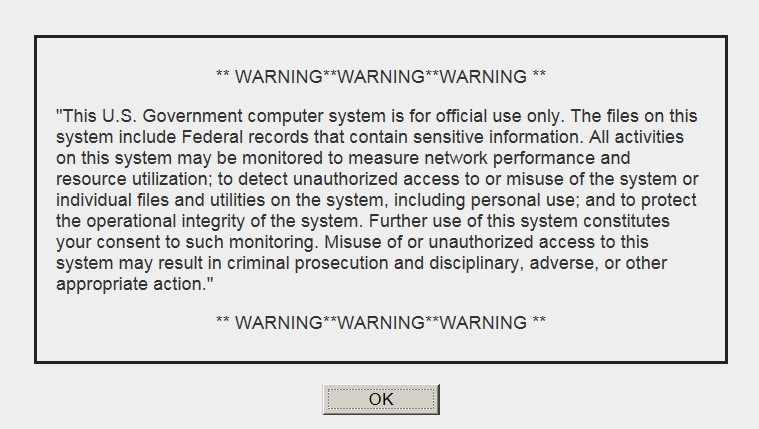 ** WARNING**WARNING**WARNING **
"This U.S. Government computer system is for official use only. The files on this
system include Federal records that contain sensitive information. All activities
on this system may be monitored to measure network performance and
resource utilization; to detect unauthorized access to or misuse of the system or
individual files and utilities on the system, including personal use; and to protect
the operational integrity of the system. Further use of this system constitutes
your consent to such monitoring. Misuse of or unauthorized access to this
system may result in criminal prosecution and disciplinary, adverse, or other
appropriate action."
** WARNING**WARNING**WARNING **
OK